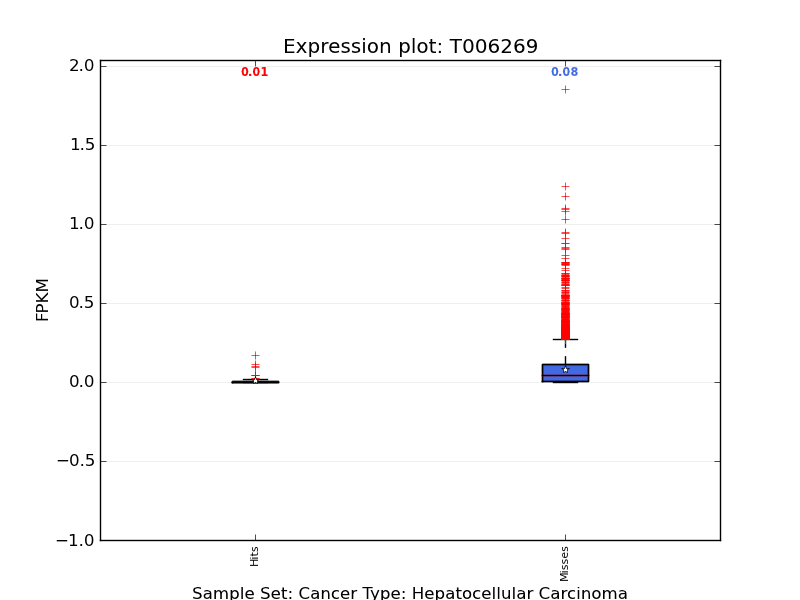 Expression plot: T006269
0.01
0.08
2.0
1.5
1.0
0.5
0.0
−0.5
−1.0
FPKM
Hits
Misses
Sample Set: Cancer Type: Hepatocellular Carcinoma